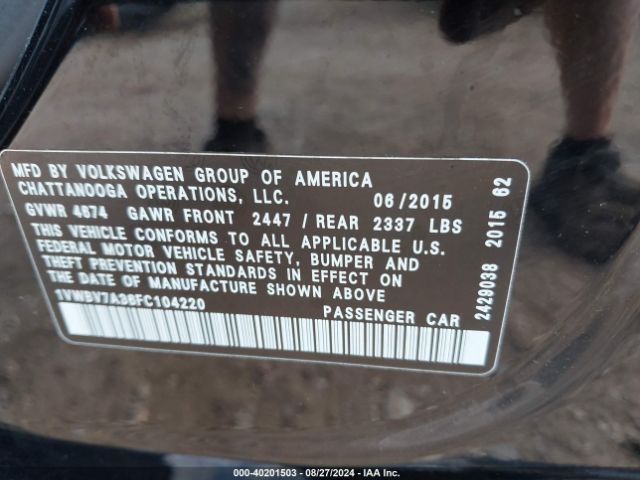 MFD BY VOLKSWAGEN GROUP OF AMERICA
CHATTANOOGA OPERATIONS, LLC. 06/2015
GVWR 4674 GAWR FRONT 2447 / REAR 2337 LBS
THIS VEHICLE CONFORMS TO ALL APPLICABLE U.S.
FEDERAL MOTOR VEHICLE SAFETY, BUMPER AND
THEFT PREVENTION STANDARDS IN EFFECT ON
THE DATE OF MANUFACTURE SHOWN ABOVE
1VWBV7A36FC104220 PASSENGER CAR
2429038 2015 62
000-40201503 - 08/27/2024 - IAA Inc.